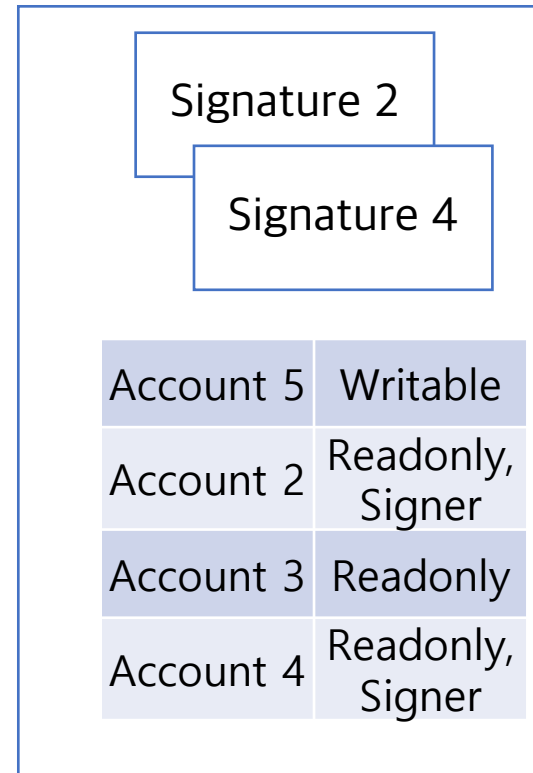 Signature 2
Signature 4
Account 5 Writable
Account 2 Readonly,
Signer
Account 3 Readonly
Account 4 Readonly,
Signer